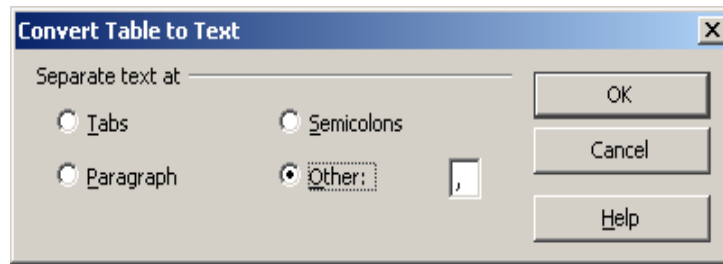 Convert Table to Text
Separate text at
Tabs
Semicolons
Paragraph
Other: ,
OK
Cancel
Help